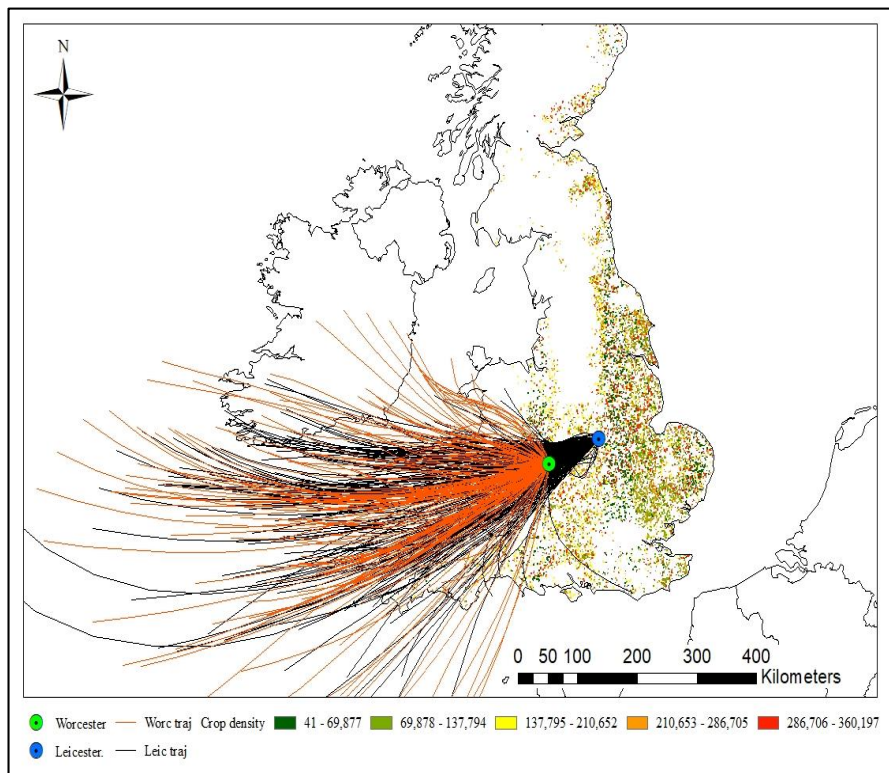 N
0 50 100 200 300 400
Kilometers
Worcester Worc traj Crop density 41 - 69,877 69,878 - 137,794 137,795 - 210,652 210,653 - 286,705 286,706 - 360,197
Leicester. Leic traj